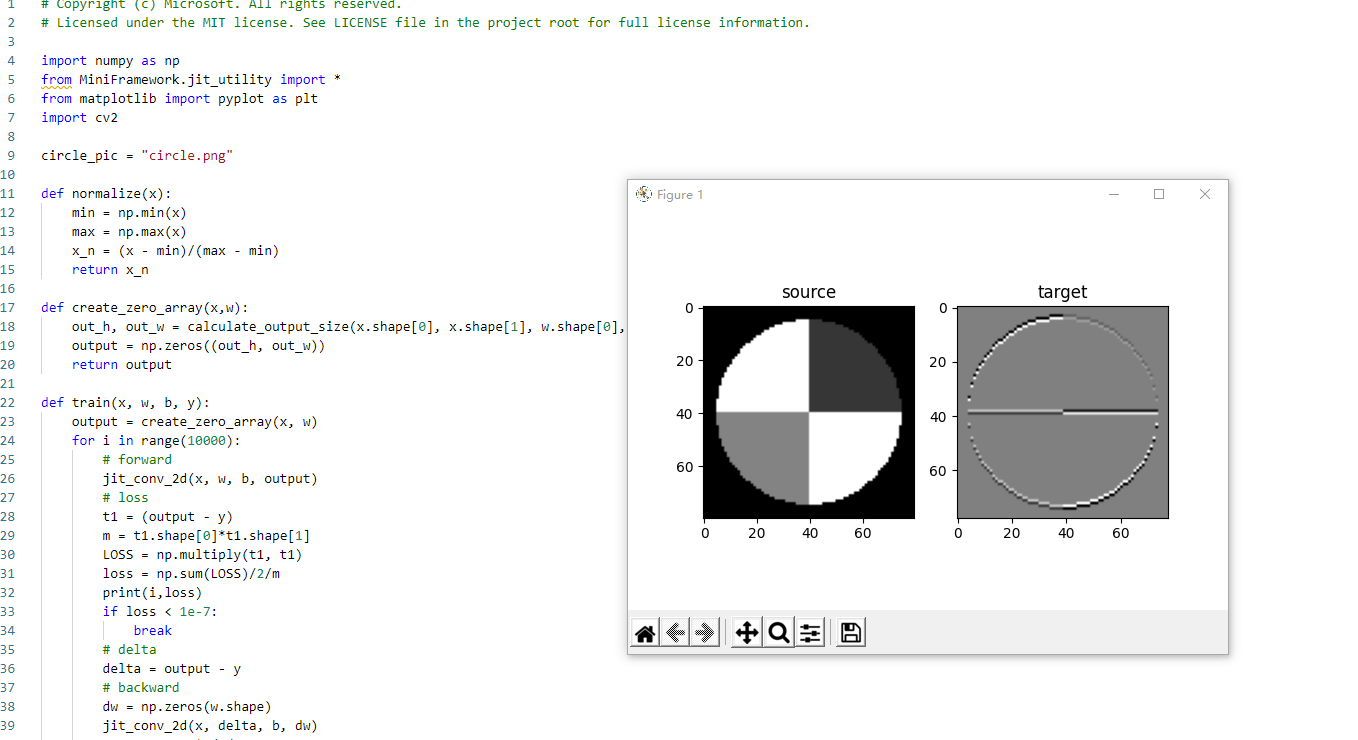 1 # Copyright (c) Microsoft. All rights reserved.
2 # Licensed under the MIT license. See LICENSE file in the project root for full license information.
3
4 import numpy as np
5 from MiniFramework.jit_utility import *
6 from matplotlib import pyplot as plt
7 import cv2
8
9 circle_pic = "circle.png"
10
11 def normalize(x):
12 min = np.min(x)
13 max = np.max(x)
14 x_n = (x - min)/(max - min)
15 return x_n
16
17 def create_zero_array(x,w):
18 out_h, out_w = calculate_output_size(x.shape[0], x.shape[1], w.shape[0],
19 output = np.zeros((out_h, out_w))
20 return output
21
22 def train(x, w, b, y):
23 output = create_zero_array(x, w)
24 for i in range(10000):
25 # forward
26 jit_conv_2d(x, w, b, output)
27 # loss
28 t1 = (output - y)
29 m = t1.shape[0]*t1.shape[1]
30 LOSS = np.multiply(t1, t1)
31 loss = np.sum(LOSS)/2/m
32 print(i,loss)
33 if loss < 1e-7:
34 break
35 # delta
36 delta = output - y
37 # backward
38 dw = np.zeros(w.shape)
39 jit_conv_2d(x, delta, b, dw)
Figure 1
source
0
20
40
60
0 20 40 60
target
0
20
40
60
0 20 40 60